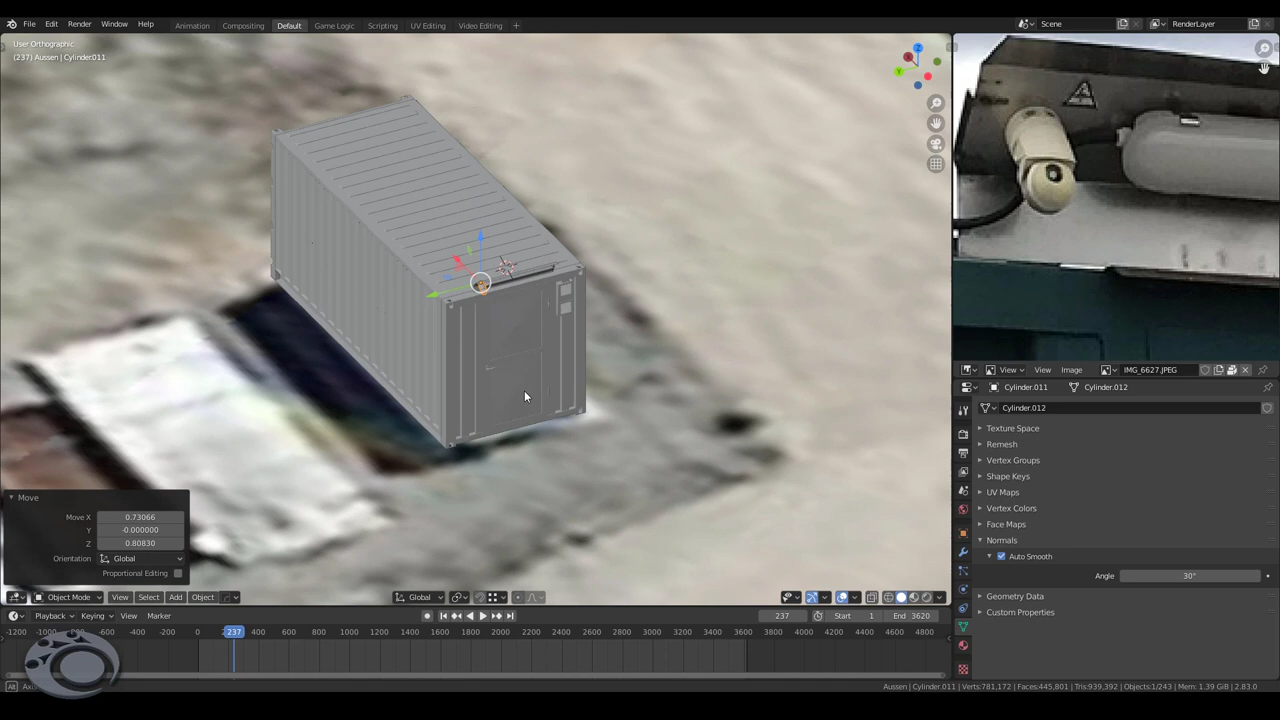 File Edit Render Window Help Animation Compositing Default Game Logic Scripting UV Editing Video Editing + Scene RenderLayer
User Orthographic
(237) Aussen | Cylinder.011
Z
Y
View View Image IMG_6627.JPEG
Cylinder.011 Cylinder.012
Cylinder.012
Texture Space
Remesh
Vertex Groups
Shape Keys
UV Maps
Vertex Colors
Face Maps
Normals
Auto Smooth
Angle 30°
Geometry Data
Custom Properties
Move
Move X 0.73066
Y -0.000000
Z 0.80830
Orientation Global
Proportional Editing
Object Mode View Select Add Object Global
Playback Keying View Marker 237 Start 1 End 3620
-1200 -1000 -400 -200 0 237 400 600 800 1000 1200 1400 1600 1800 2000 2200 2400 2600 2800 3000 3200 3400 3600 3800 4000 4200 4400 4600 4800
Alt Axis
Aussen | Cylinder.011 | Verts:781,172 | Faces:445,801 | Tris:939,392 | Objects:1/243 | Mem: 1.39 GiB | 2.83.0